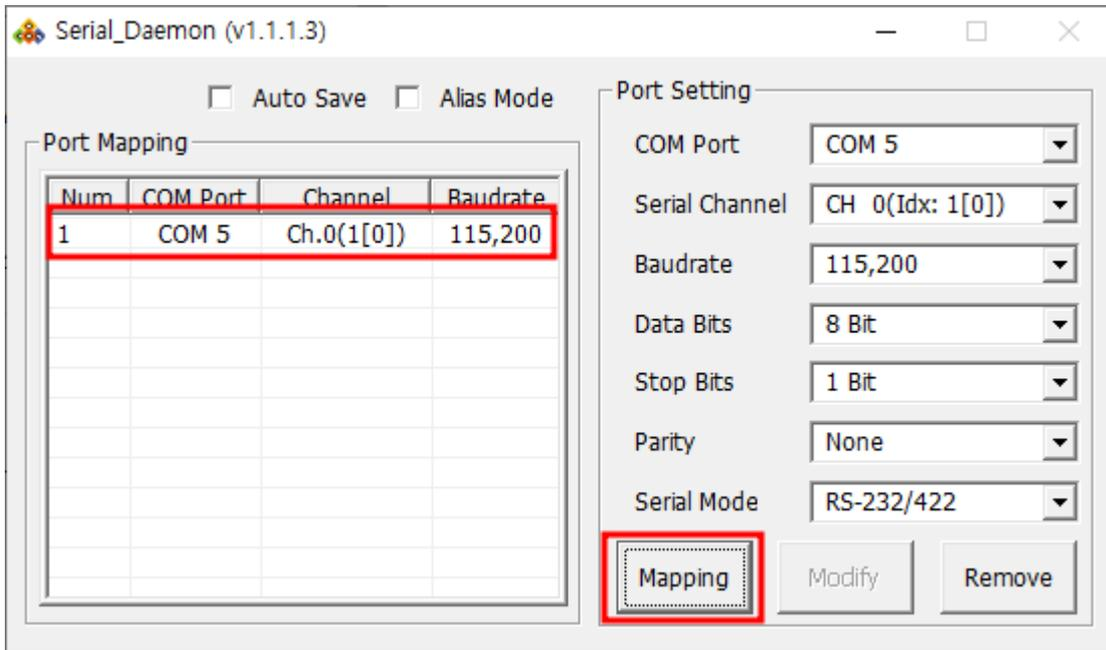 Serial_Daemon (v1.1.1.3)
Auto Save Alias Mode
Port Mapping
Num COM Port Channel Baudrate
1 COM 5 Ch.0(1[0]) 115,200
Port Setting
COM Port COM 5
Serial Channel CH 0(Idx: 1[0])
Baudrate 115,200
Data Bits 8 Bit
Stop Bits 1 Bit
Parity None
Serial Mode RS-232/422
Mapping Modify Remove